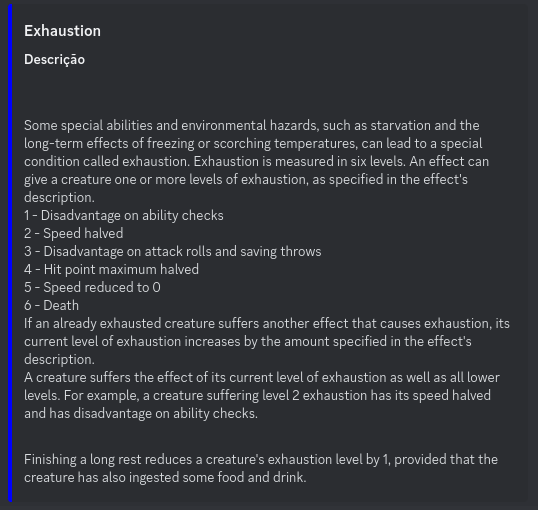 Exhaustion
Descrição
Some special abilities and environmental hazards, such as starvation and the
long-term effects of freezing or scorching temperatures, can lead to a special
condition called exhaustion. Exhaustion is measured in six levels. An effect can
give a creature one or more levels of exhaustion, as specified in the effect's
description.
1 - Disadvantage on ability checks
2 - Speed halved
3 - Disadvantage on attack rolls and saving throws
4 - Hit point maximum halved
5 - Speed reduced to 0
6 - Death
If an already exhausted creature suffers another effect that causes exhaustion, its
current level of exhaustion increases by the amount specified in the effect's
description.
A creature suffers the effect of its current level of exhaustion as well as all lower
levels. For example, a creature suffering level 2 exhaustion has its speed halved
and has disadvantage on ability checks.
Finishing a long rest reduces a creature's exhaustion level by 1, provided that the
creature has also ingested some food and drink.